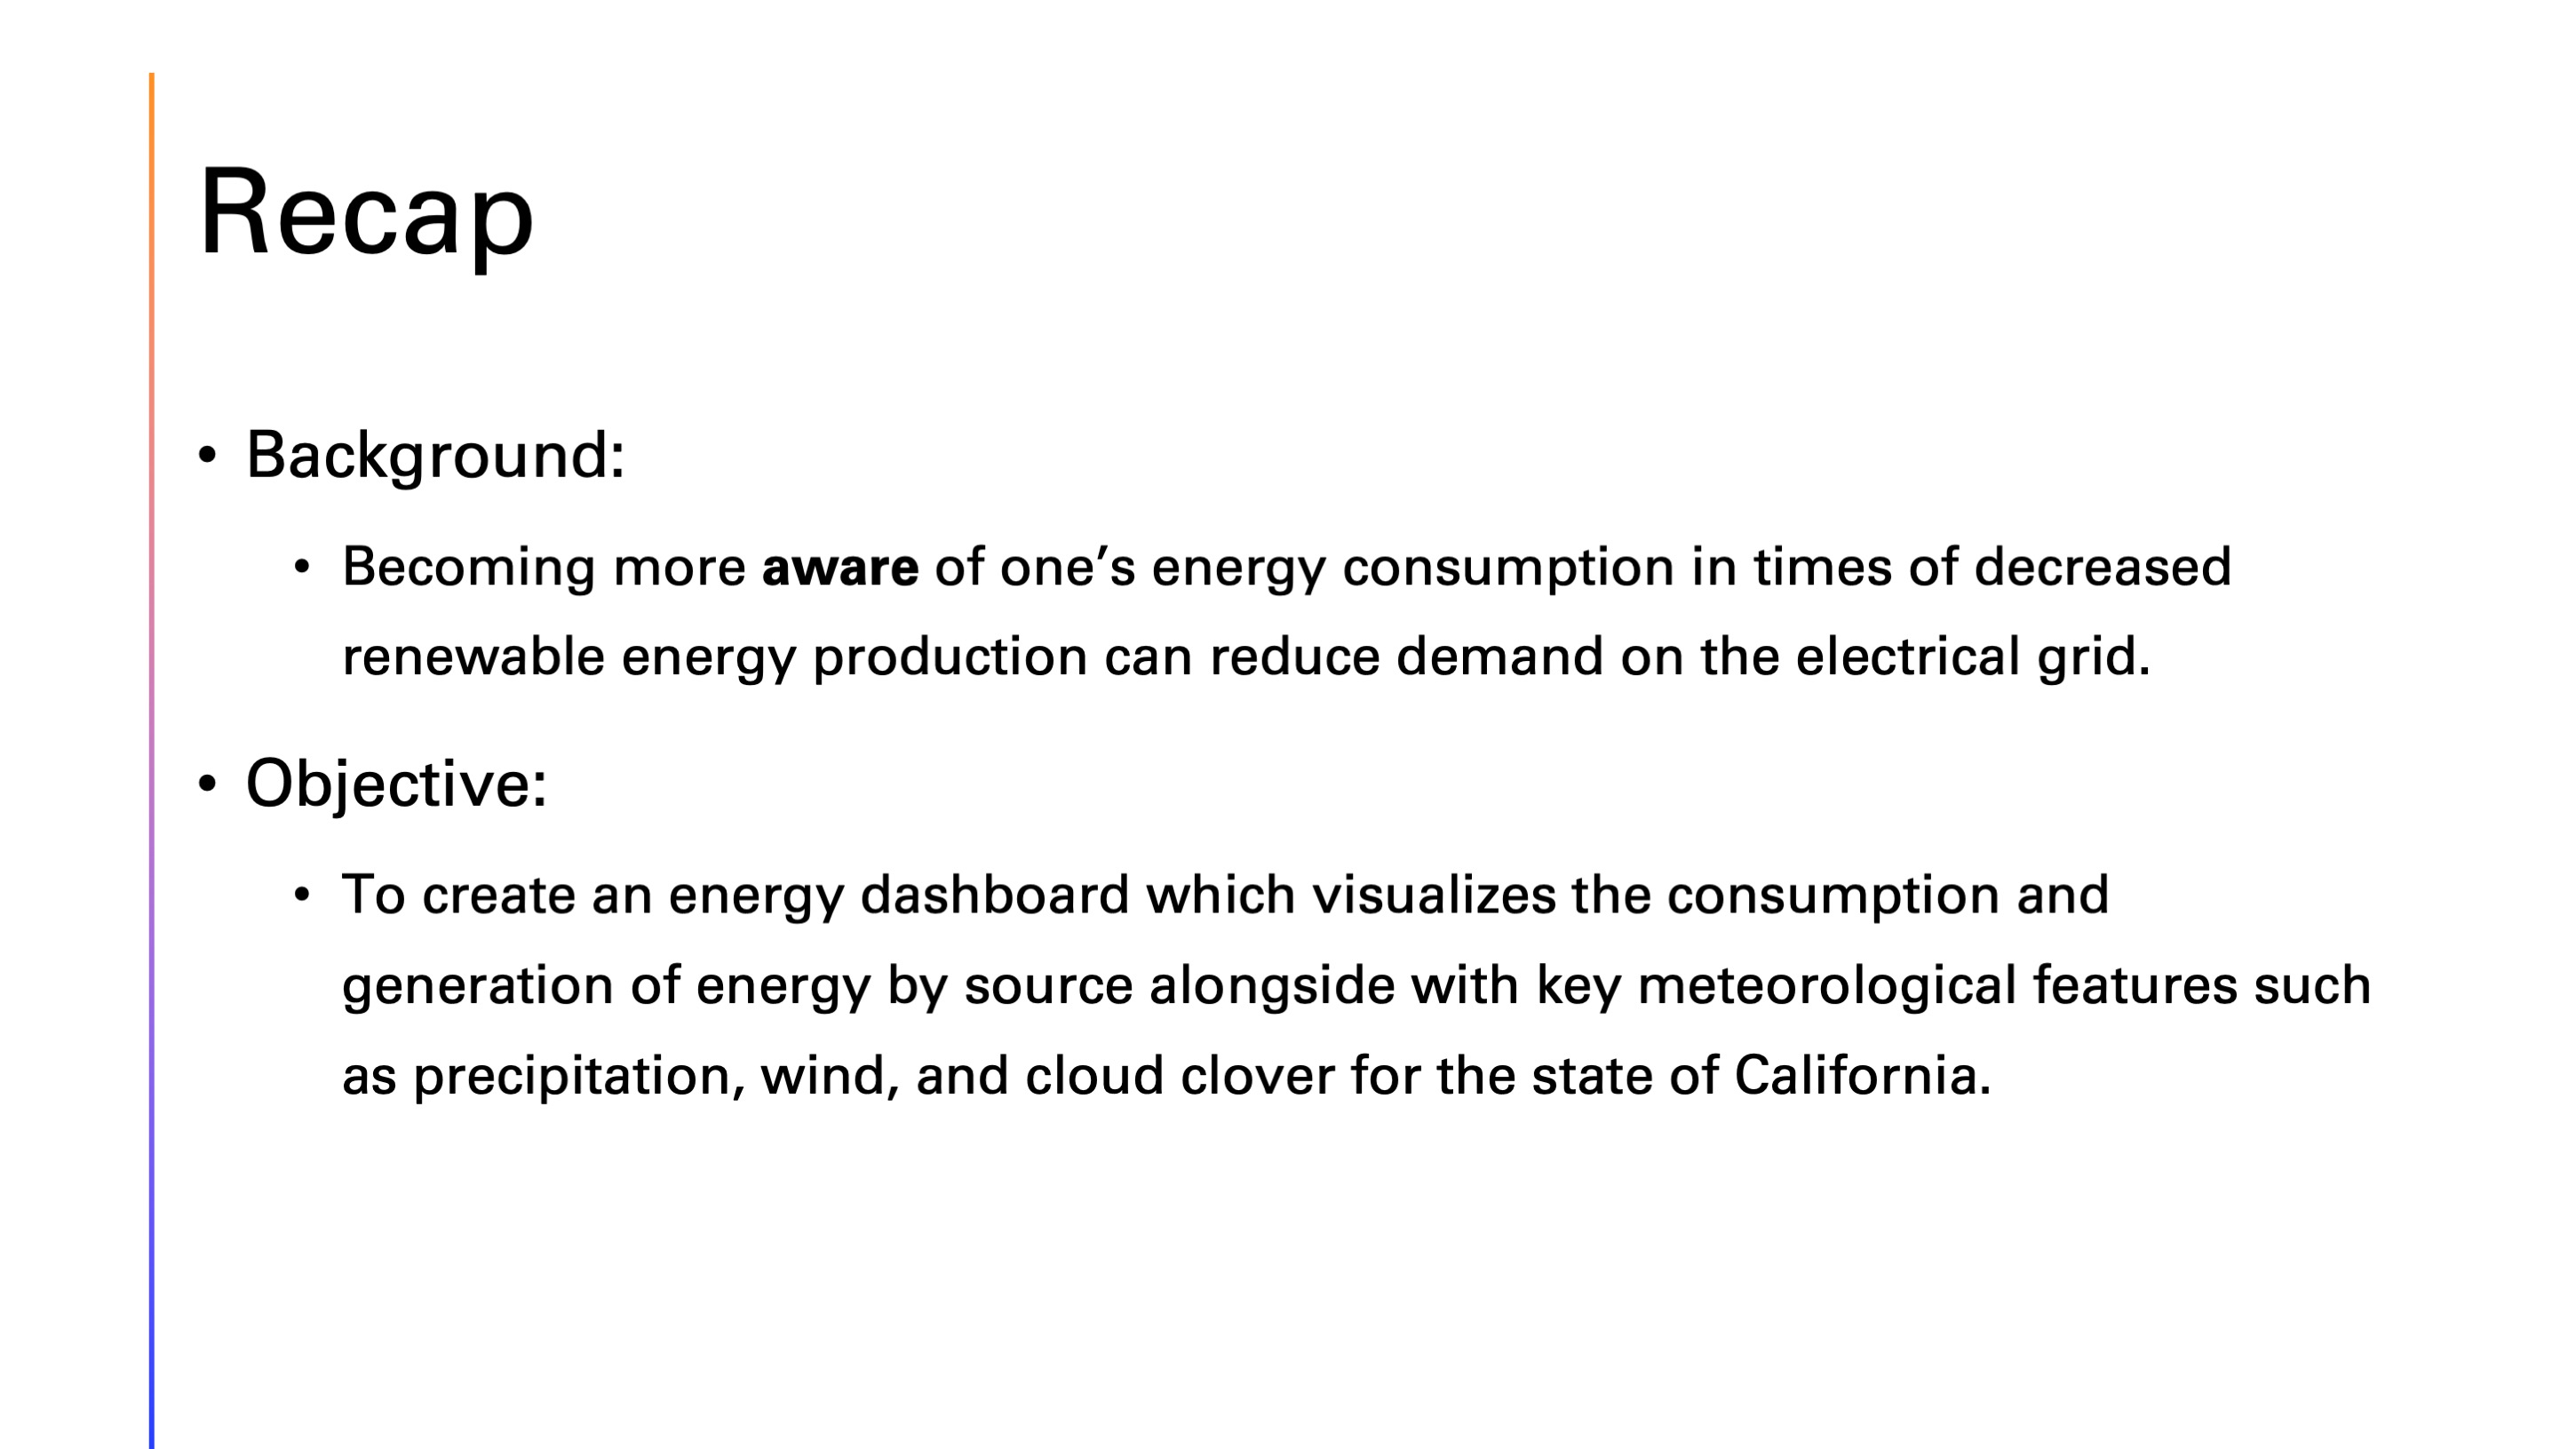 Recap
• Background:
• Becoming more aware of one’s energy consumption in times of decreased
renewable energy production can reduce demand on the electrical grid.
• Objective:
• To create an energy dashboard which visualizes the consumption and
generation of energy by source alongside with key meteorological features such
as precipitation, wind, and cloud clover for the state of California.